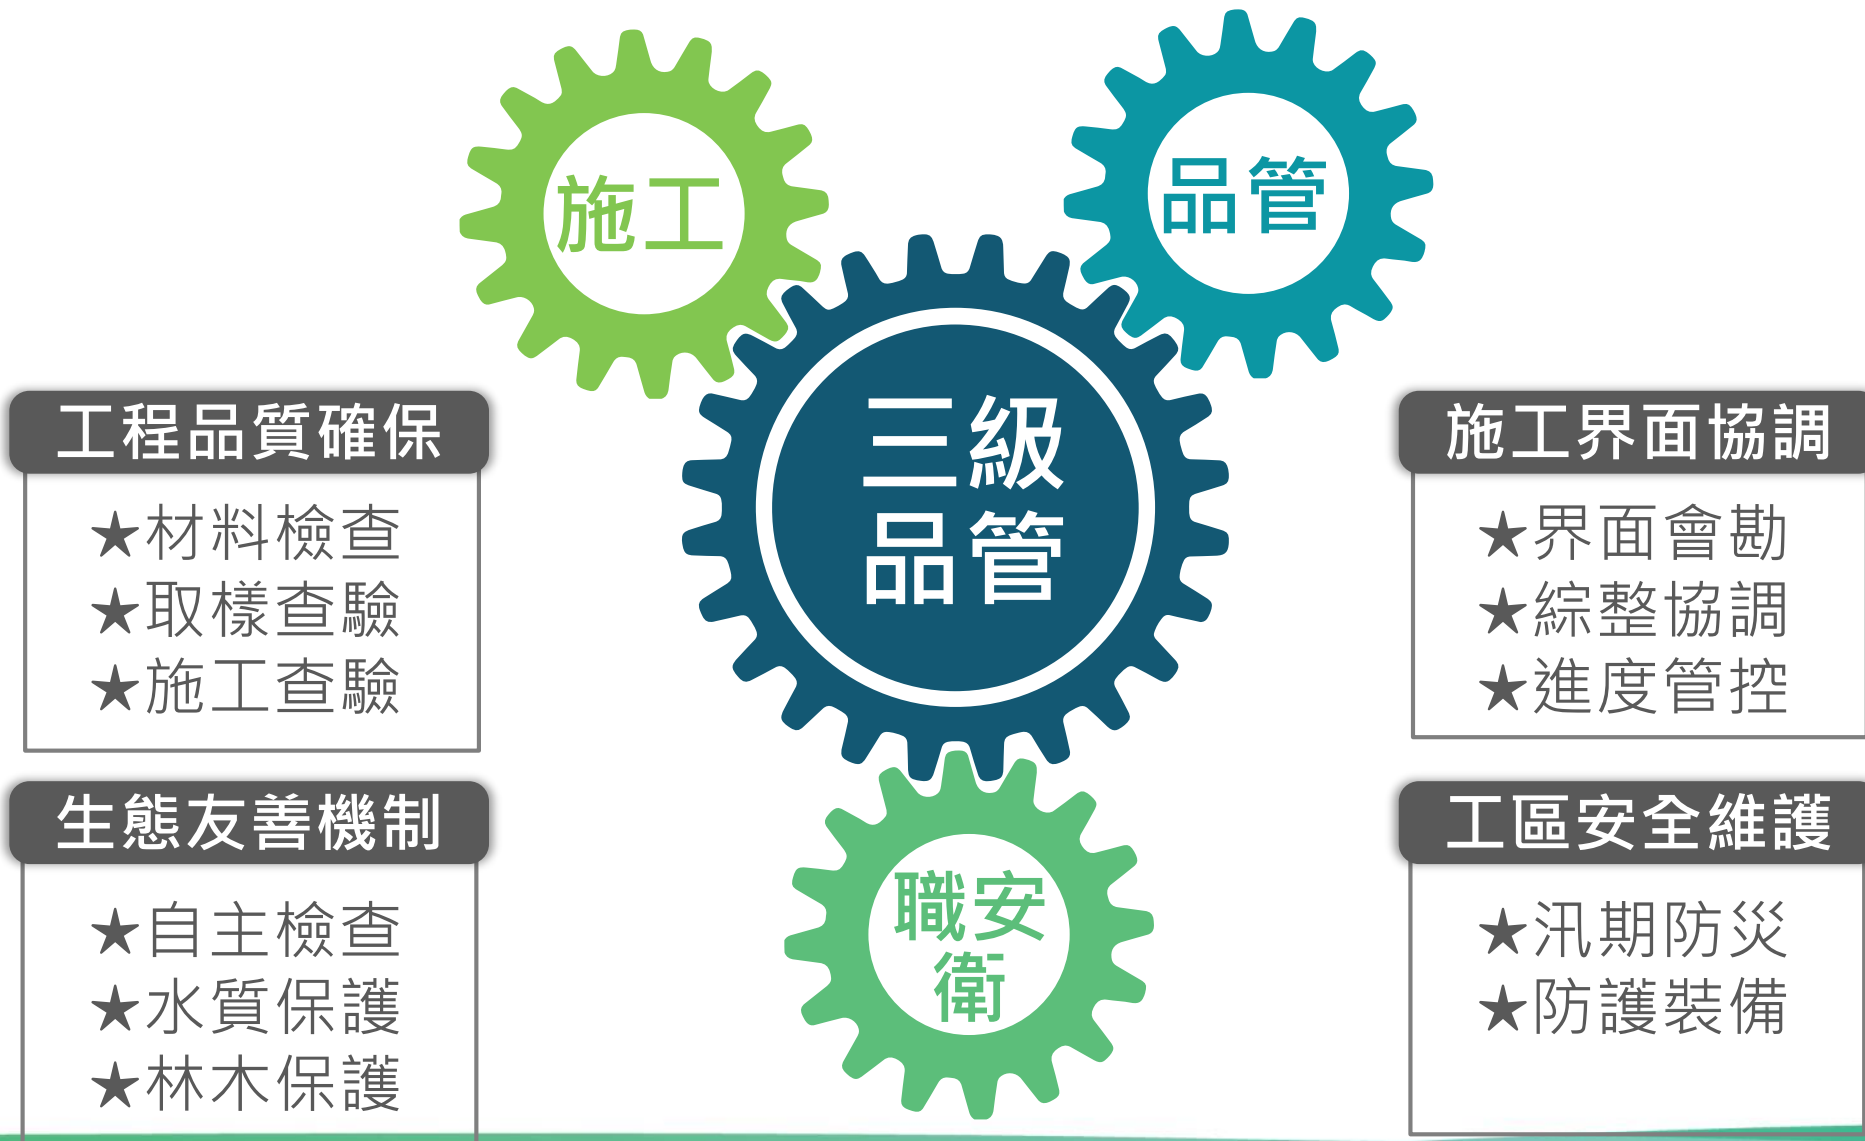 施工
品管
三級
品管
職安
衛
工程品質確保
★材料檢查
★取樣查驗
★施工查驗
生態友善機制
★自主檢查
★水質保護
★林木保護
施工界面協調
★界面會勘
★綜整協調
★進度管控
工區安全維護
★汛期防災
★防護裝備